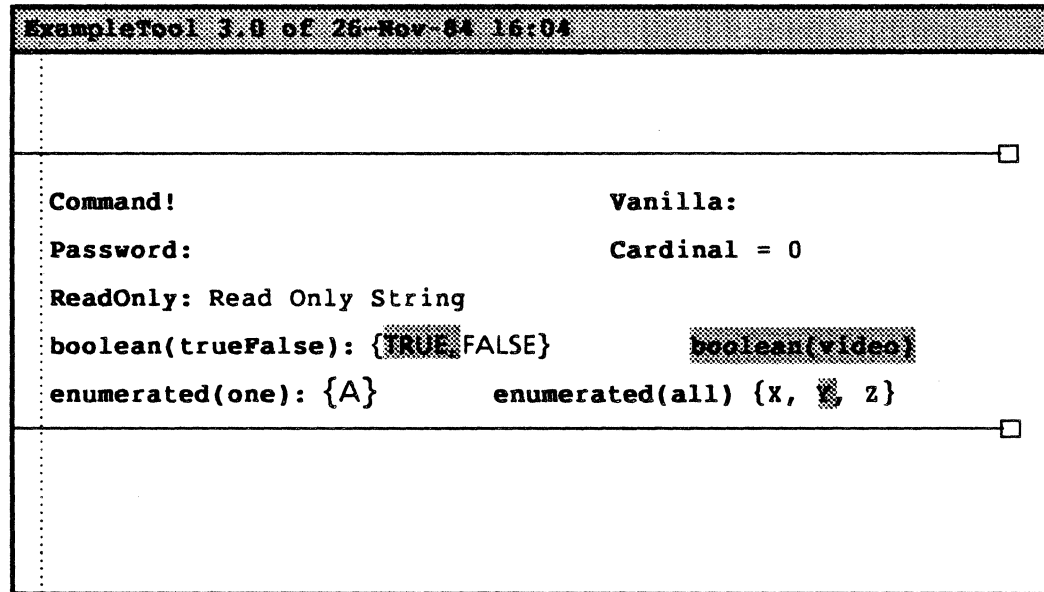 ExampleTool 3.0 of 26-Nov-84 16:04
Command! Vanilla:
Password: Cardinal = 0
ReadOnly: Read Only String
boolean(trueFalse): {TRUE, FALSE} boolean(video)
enumerated(one): {A} enumerated(all) {X, Y, Z}